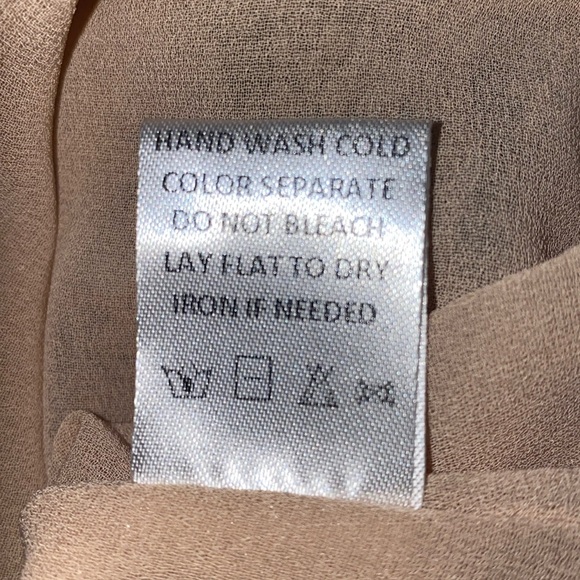 HAND WASH COLD
COLOR SEPARATE
DO NOT BLEACH
LAY FLAT TO DRY
IRON IF NEEDED